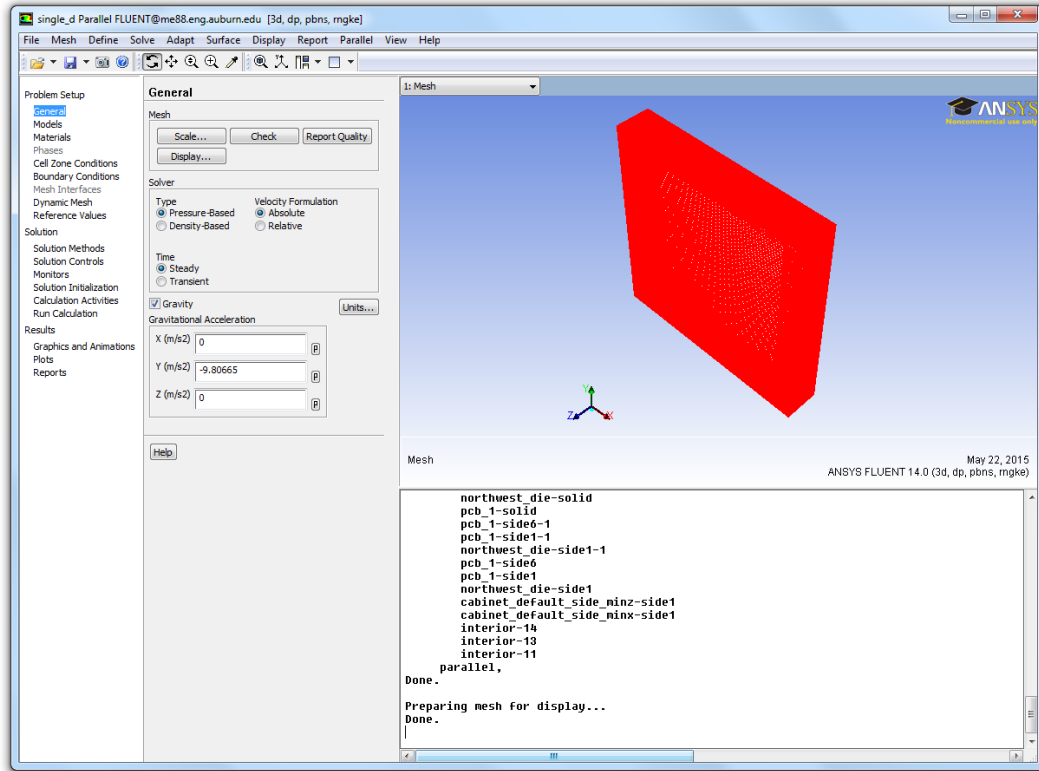 single_d Parallel FLUENT@me88.eng.auburn.edu [3d, dp, pbns, rngke]
File Mesh Define Solve Adapt Surface Display Report Parallel View Help
Problem Setup
General
Models
Materials
Phases
Cell Zone Conditions
Boundary Conditions
Mesh Interfaces
Dynamic Mesh
Reference Values
Solution
Solution Methods
Solution Controls
Monitors
Solution Initialization
Calculation Activities
Run Calculation
Results
Graphics and Animations
Plots
Reports
General
Mesh
Scale... Check Report Quality
Display...
Solver
Type Velocity Formulation
Pressure-Based Absolute
Density-Based Relative
Time
Steady
Transient
Gravity
Units...
Gravitational Acceleration
X (m/s2) 0 P
Y (m/s2) -9.80665 P
Z (m/s2) 0 P
Help
1: Mesh
ANSYS
Noncommercial use only
Y
Z X
Mesh
May 22, 2015
ANSYS FLUENT 14.0 (3d, dp, pbns, rngke)
northwest_die-solid
pcb_1-solid
pcb_1-side6-1
pcb_1-side1-1
northwest_die-side1-1
pcb_1-side6
pcb_1-side1
northwest_die-side1
cabinet_default_side_minz-side1
cabinet_default_side_minx-side1
interior-14
interior-13
interior-11
parallel,
Done.
Preparing mesh for display...
Done.